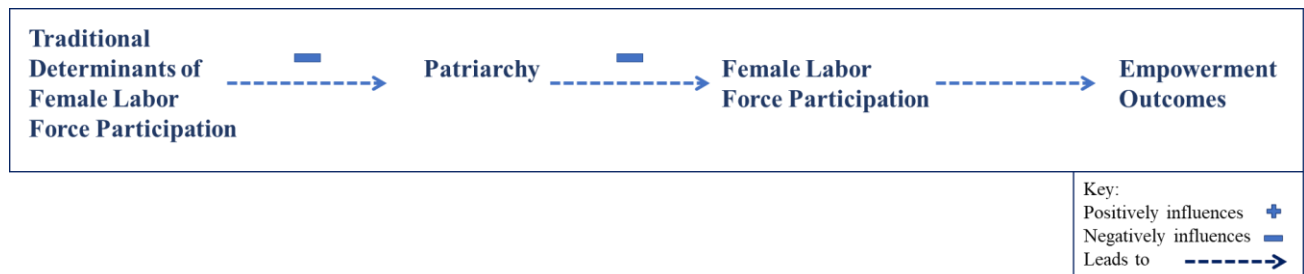 Traditional
Determinants of
Female Labor
Force Participation
Patriarchy
Female Labor
Force Participation
Empowerment
Outcomes
Key:
Positively influences
Negatively influences
Leads to